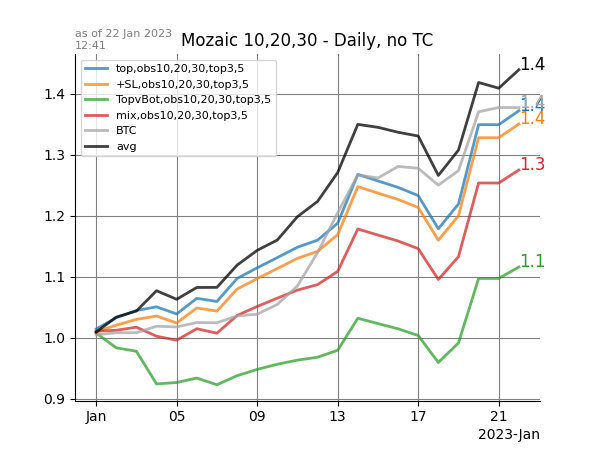 as of 22 Jan 2023
12:41
Mozaic 10,20,30 - Daily, no TC
top,obs10,20,30,top3,5
+SL,obs10,20,30,top3,5
TopvBot,obs10,20,30,top3,5
mix,obs10,20,30,top3,5
BTC
avg
1.4
1.4
1.4
1.4
1.3
1.1
1.4
1.3
1.2
1.1
1.0
0.9
Jan
05
09
13
17
21
2023-Jan